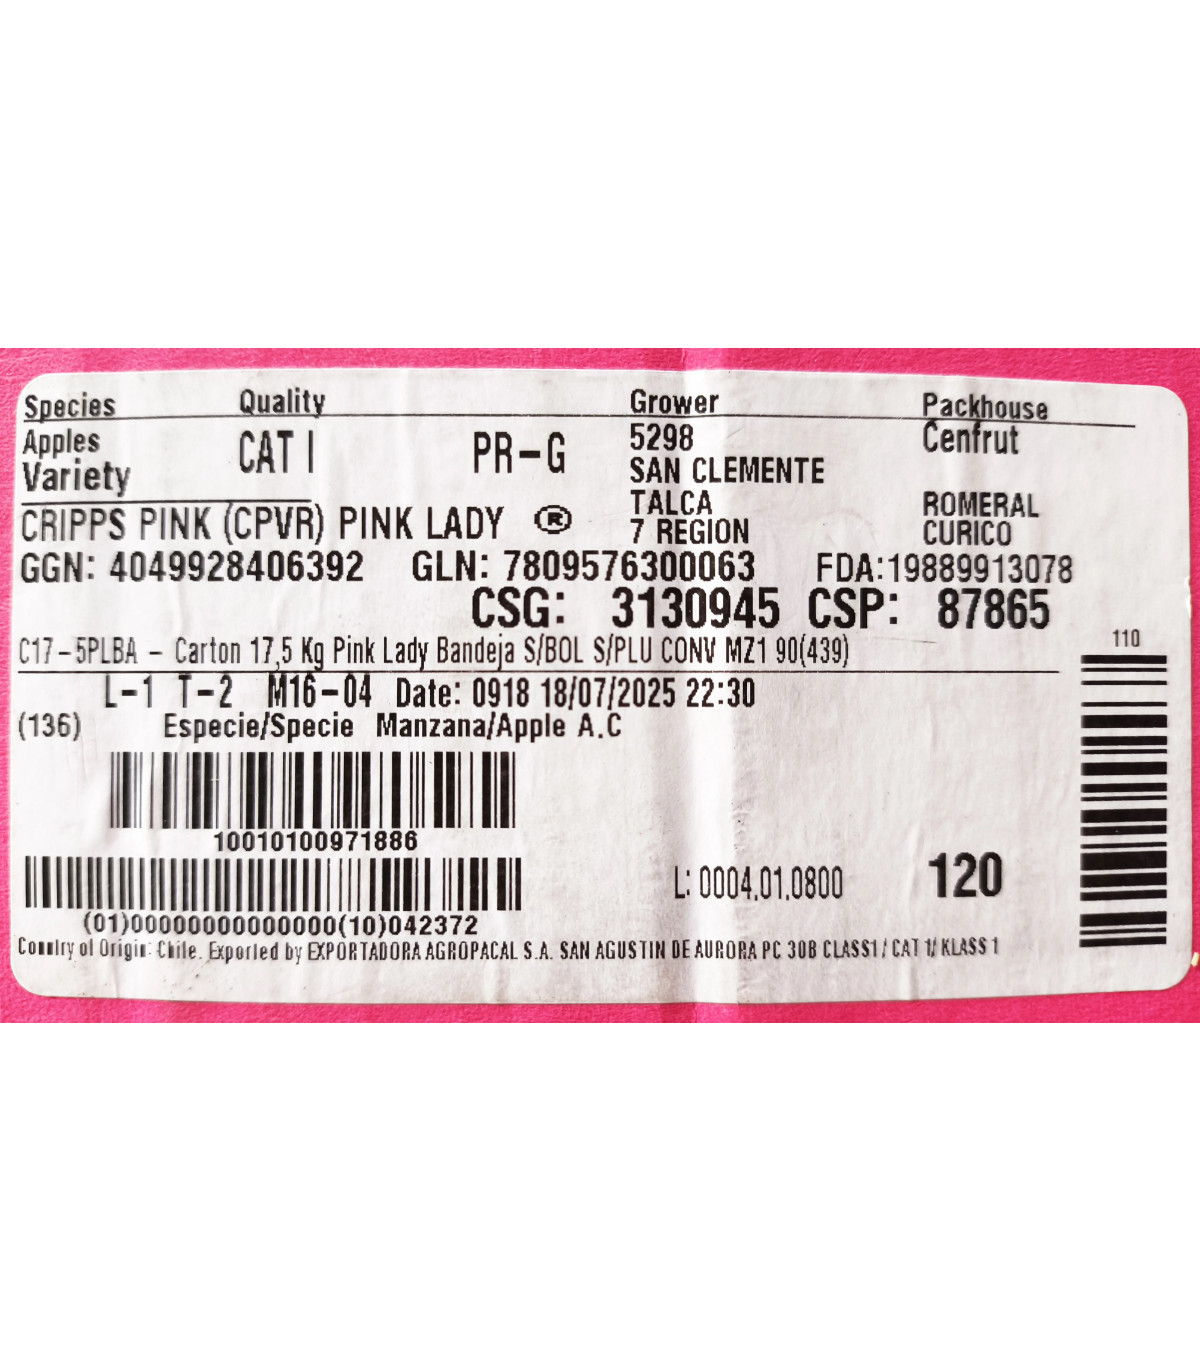 Species Quality Grower Packhouse
Apples CAT I PR-G 5298 Cenfrut
Variety SAN CLEMENTE
TALCA ROMERAL
CRIPPS PINK (CPVR) PINK LADY ® 7 REGION CURICO
GGN: 4049928406392 GLN: 7809576300063 FDA:19889913078
CSG: 3130945 CSP: 87865
C17-5PLBA - Carton 17,5 Kg Pink Lady Bandeja S/BOL S/PLU CONV MZ1 90(439)
110
L-1 T-2 M16-04 Date: 0918 18/07/2025 22:30
(136) Especie/Specie Manzana/Apple A.C
10010100971886
L: 0004.01.0800 120
(01)00000000000000(10)042372
Country of Origin: Chile. Exported by EXPORTADORA AGROPACAL S.A. SAN AGUSTIN DE AURORA PC 30B CLASS1/ CAT 1/ KLASS 1